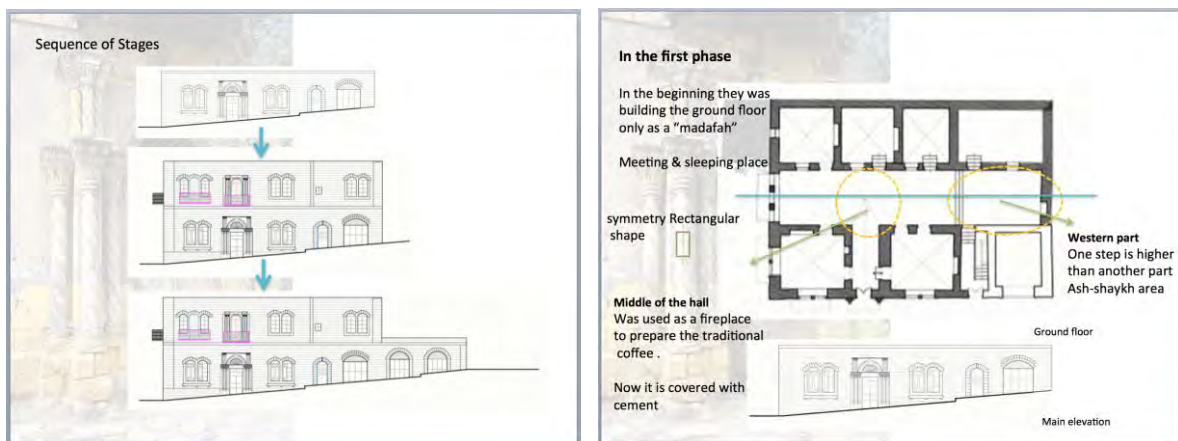 Sequence of Stages
In the first phase
In the beginning they was
building the ground floor
only as a "madafah"
Meeting & sleeping place
symmetry Rectangular
shape
Western part
One step is higher
than another part
Ash-shaykh area
Middle of the hall
Was used as a fireplace
to prepare the traditional
coffee .
Now it is covered with
cement
Ground floor
Main elevation